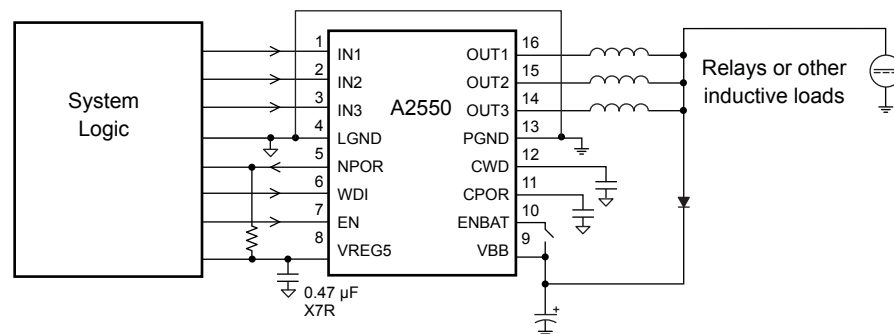 System
Logic
1
2
3
4
5
6
7
8
IN1
IN2
IN3
LGND
NPOR
WDI
EN
VREG5
A2550
OUT1
OUT2
OUT3
PGND
CWD
CPOR
ENBAT
VBB
16
15
14
13
12
11
10
9
Relays or other
inductive loads
0.47 µF
X7R
+